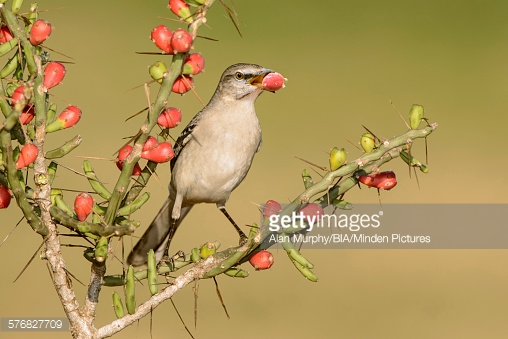 gettyimages®
Alan Murphy/BIA/Minden Pictures
576827709